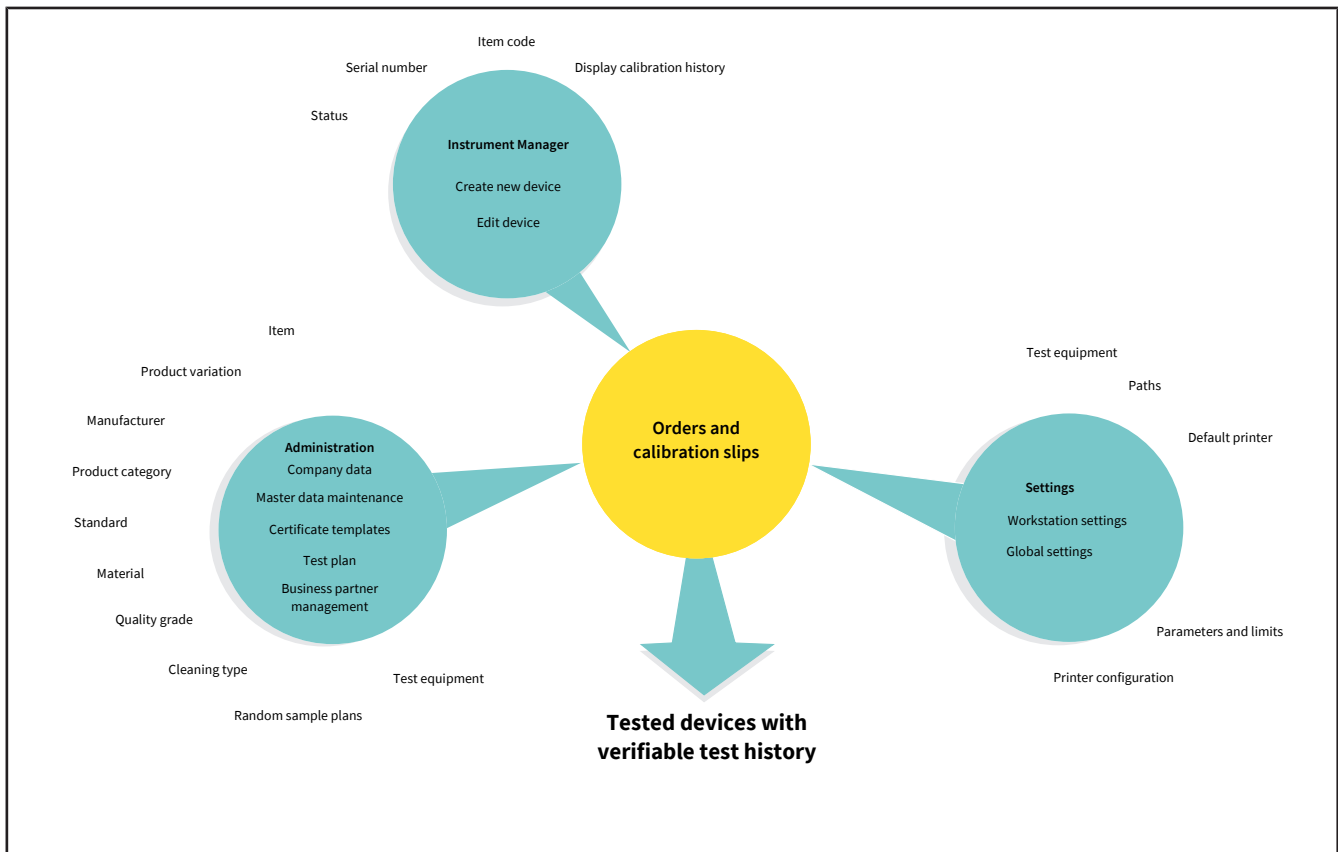 Item code
Serial number
Display calibration history
Status
Instrument Manager
Create new device
Edit device
Item
Product variation
Manufacturer
Product category
Standard
Material
Quality grade
Cleaning type
Random sample plans
Test equipment
Administration
Company data
Master data maintenance
Certificate templates
Test plan
Business partner
management
Orders and
calibration slips
Test equipment
Paths
Default printer
Settings
Workstation settings
Global settings
Parameters and limits
Printer configuration
Tested devices with
verifiable test history